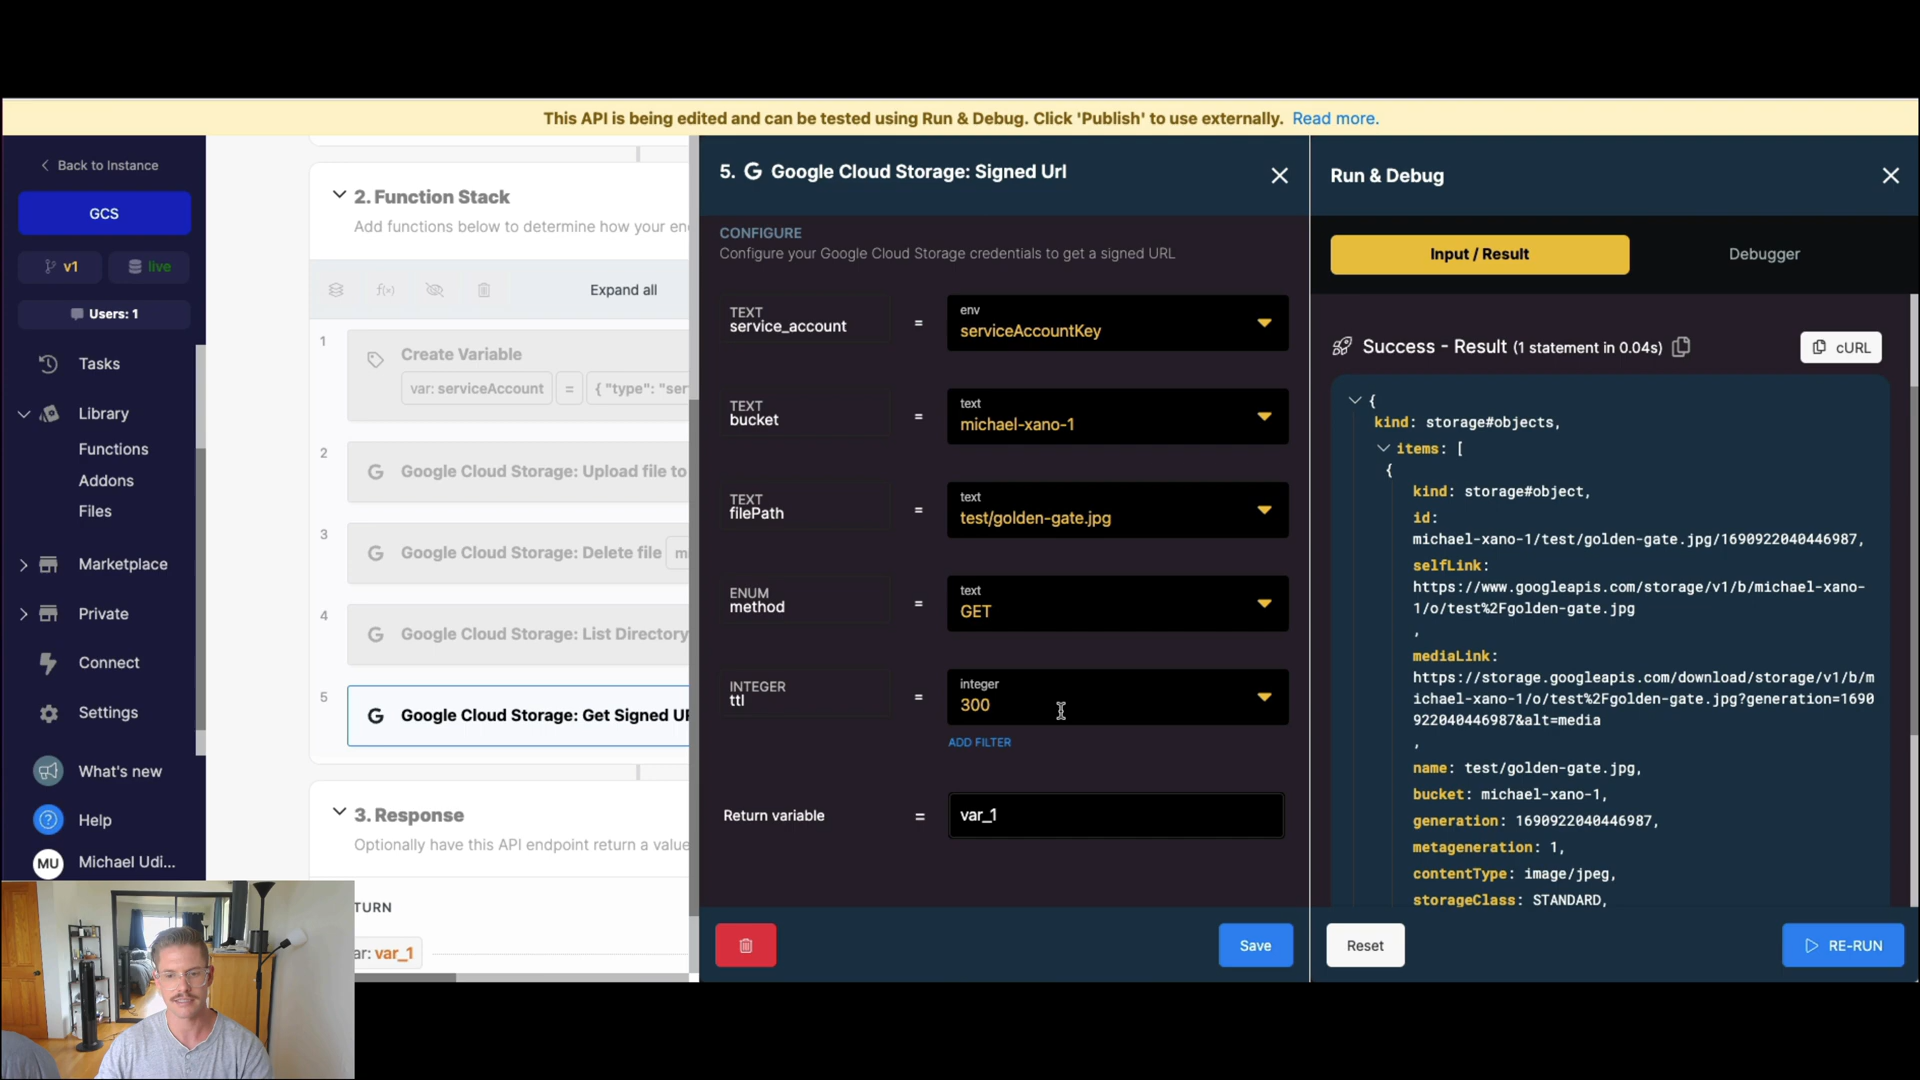 This API is being edited and can be tested using Run & Debug. Click 'Publish' to use externally. Read more.
Back to Instance
GCS
v1
live
Users: 1
Tasks
Library
Functions
Addons
Files
Marketplace
Private
Connect
Settings
What's new
Help
MU
Michael Udi...
2. Function Stack
Add functions below to determine how your en
f(x)
Expand all
1
Create Variable
var: serviceAccount
=
{ "type": "ser
2
Google Cloud Storage: Upload file to
3
Google Cloud Storage: Delete file
m
4
Google Cloud Storage: List Directory
5
Google Cloud Storage: Get Signed U
3. Response
Optionally have this API endpoint return a value
TURN
ar: var_1
5. G Google Cloud Storage: Signed Url
CONFIGURE
Configure your Google Cloud Storage credentials to get a signed URL
TEXT
service_account
=
env
serviceAccountKey
TEXT
bucket
=
text
michael-xano-1
TEXT
filePath
=
text
test/golden-gate.jpg
ENUM
method
=
text
GET
INTEGER
ttl
=
integer
300
ADD FILTER
Return variable
=
var_1
Save
Run & Debug
Input / Result
Debugger
Success - Result (1 statement in 0.04s)
cURL
{
kind: storage#objects,
items: [
{
kind: storage#object,
id:
michael-xano-1/test/golden-gate.jpg/1690922040446987,
selfLink:
https://www.googleapis.com/storage/v1/b/michael-xano-
1/o/test%2Fgolden-gate.jpg
,
mediaLink:
https://storage.googleapis.com/download/storage/v1/b/m
ichael-xano-1/o/test%2Fgolden-gate.jpg?generation=1690
922040446987&alt=media
,
name: test/golden-gate.jpg,
bucket: michael-xano-1,
generation: 1690922040446987,
metageneration: 1,
contentType: image/jpeg,
storageClass: STANDARD,
Reset
RE-RUN